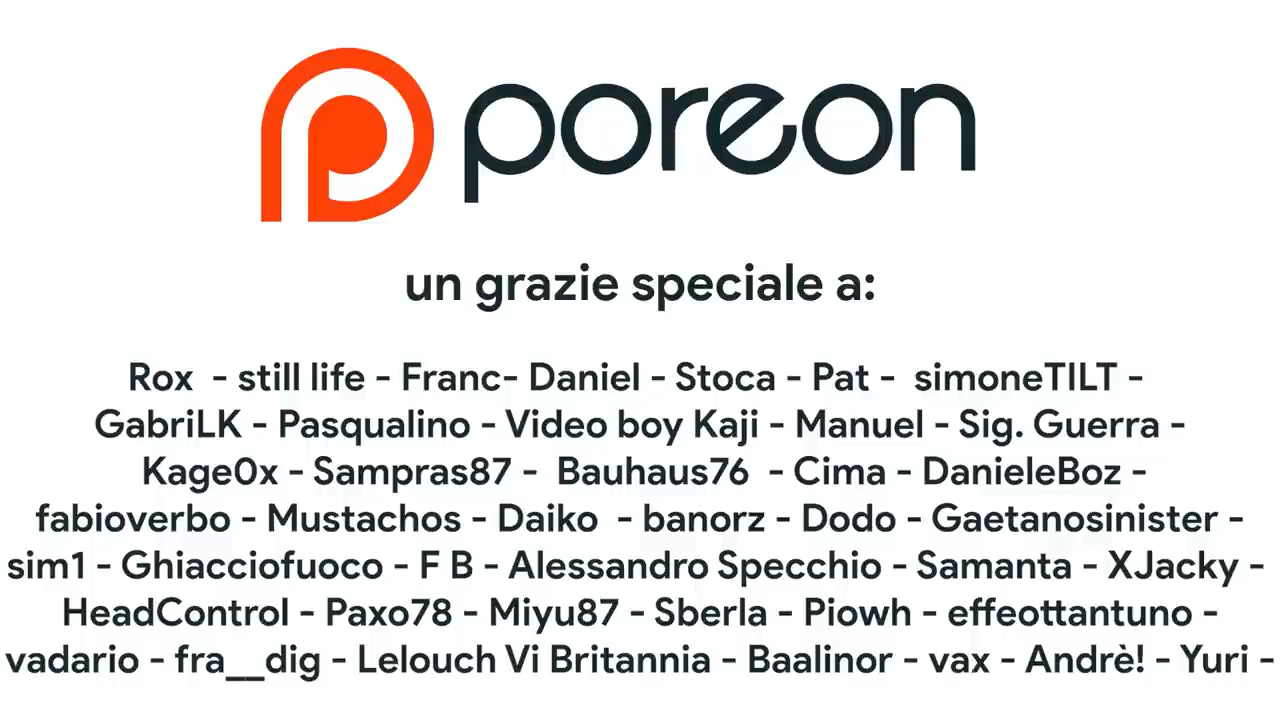 poreon
un grazie speciale a:
Rox - still life - Franc- Daniel - Stoca - Pat - simoneTILT -
GabriLK - Pasqualino - Video boy Kaji - Manuel - Sig. Guerra -
Kage0x - Sampras87 - Bauhaus76 - Cima - DanieleBoz -
fabioverbo - Mustachos - Daiko - banorz - Dodo - Gaetanosinister -
sim1 - Ghiacciofuoco - F B - Alessandro Specchio - Samanta - XJacky -
HeadControl - Paxo78 - Miyu87 - Sberla - Piowh - effeottantuno -
vadario - fra__dig - Lelouch Vi Britannia - Baalinor - vax - Andrè! - Yuri -